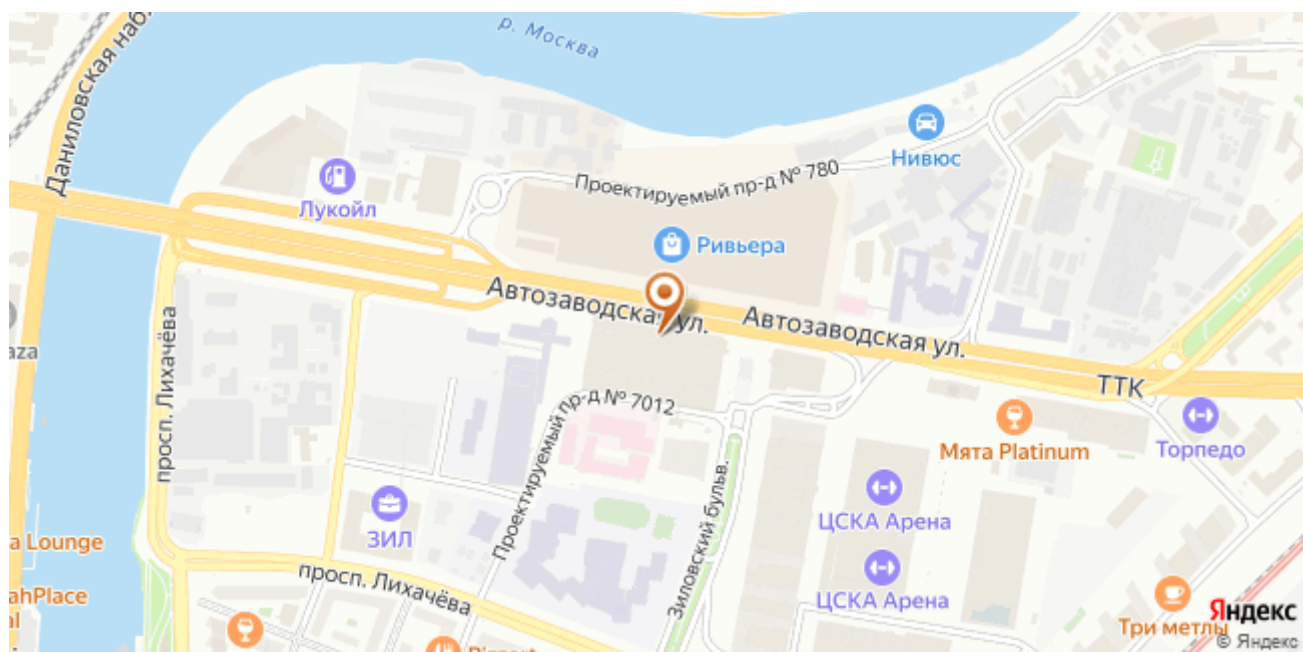 р. Москва
Даниловская наб.
Нивюс
Проектируемый пр-д № 780
Лукойл
Ривьера
Автозаводская ул.
Автозаводская ул.
просп. Лихачёва
aza
ТТК
Проектируемый пр-д № 7012
Мята Platinum
Торпедо
ЦСКА Арена
ЗИЛ
Зиловский бульв.
a Lounge
просп. Лихачёва
ahPlace
al
ЦСКА Арена
Три метлы
Яндекс
© Яндекс